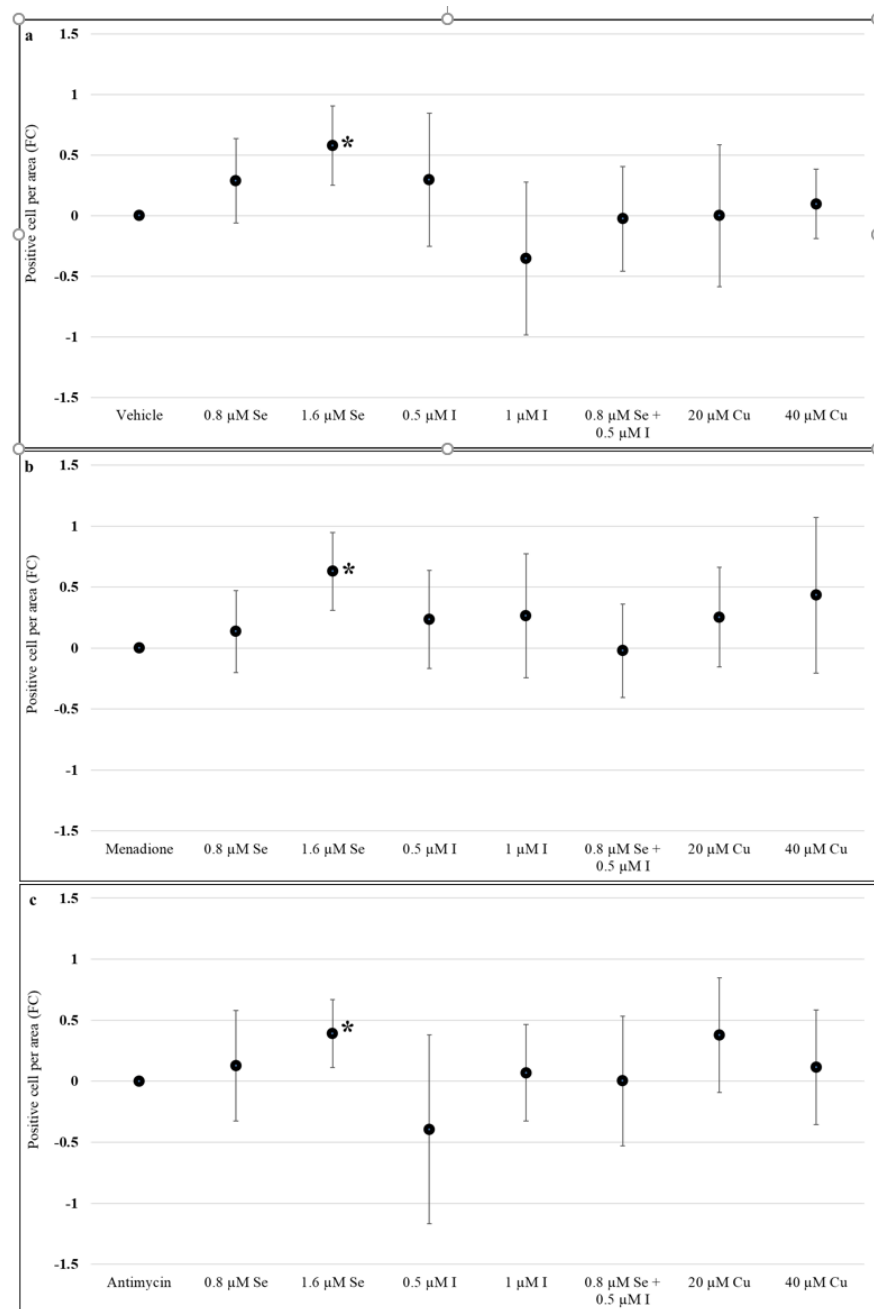 a
Positive cell per area (FC)
1.5
1
0.5
0
-0.5
-1
-1.5
*
Vehicle 0.8 µM Se 1.6 µM Se 0.5 µM I 1 µM I 0.8 µM Se + 20 µM Cu 40 µM Cu
0.5 µM I
b
Positive cell per area (FC)
1.5
1
0.5
0
-0.5
-1
-1.5
*
Menadione 0.8 µM Se 1.6 µM Se 0.5 µM I 1 µM I 0.8 µM Se + 20 µM Cu 40 µM Cu
0.5 µM I
c
Positive cell per area (FC)
1.5
1
0.5
0
-0.5
-1
-1.5
*
Antimycin 0.8 µM Se 1.6 µM Se 0.5 µM I 1 µM I 0.8 µM Se + 20 µM Cu 40 µM Cu
0.5 µM I